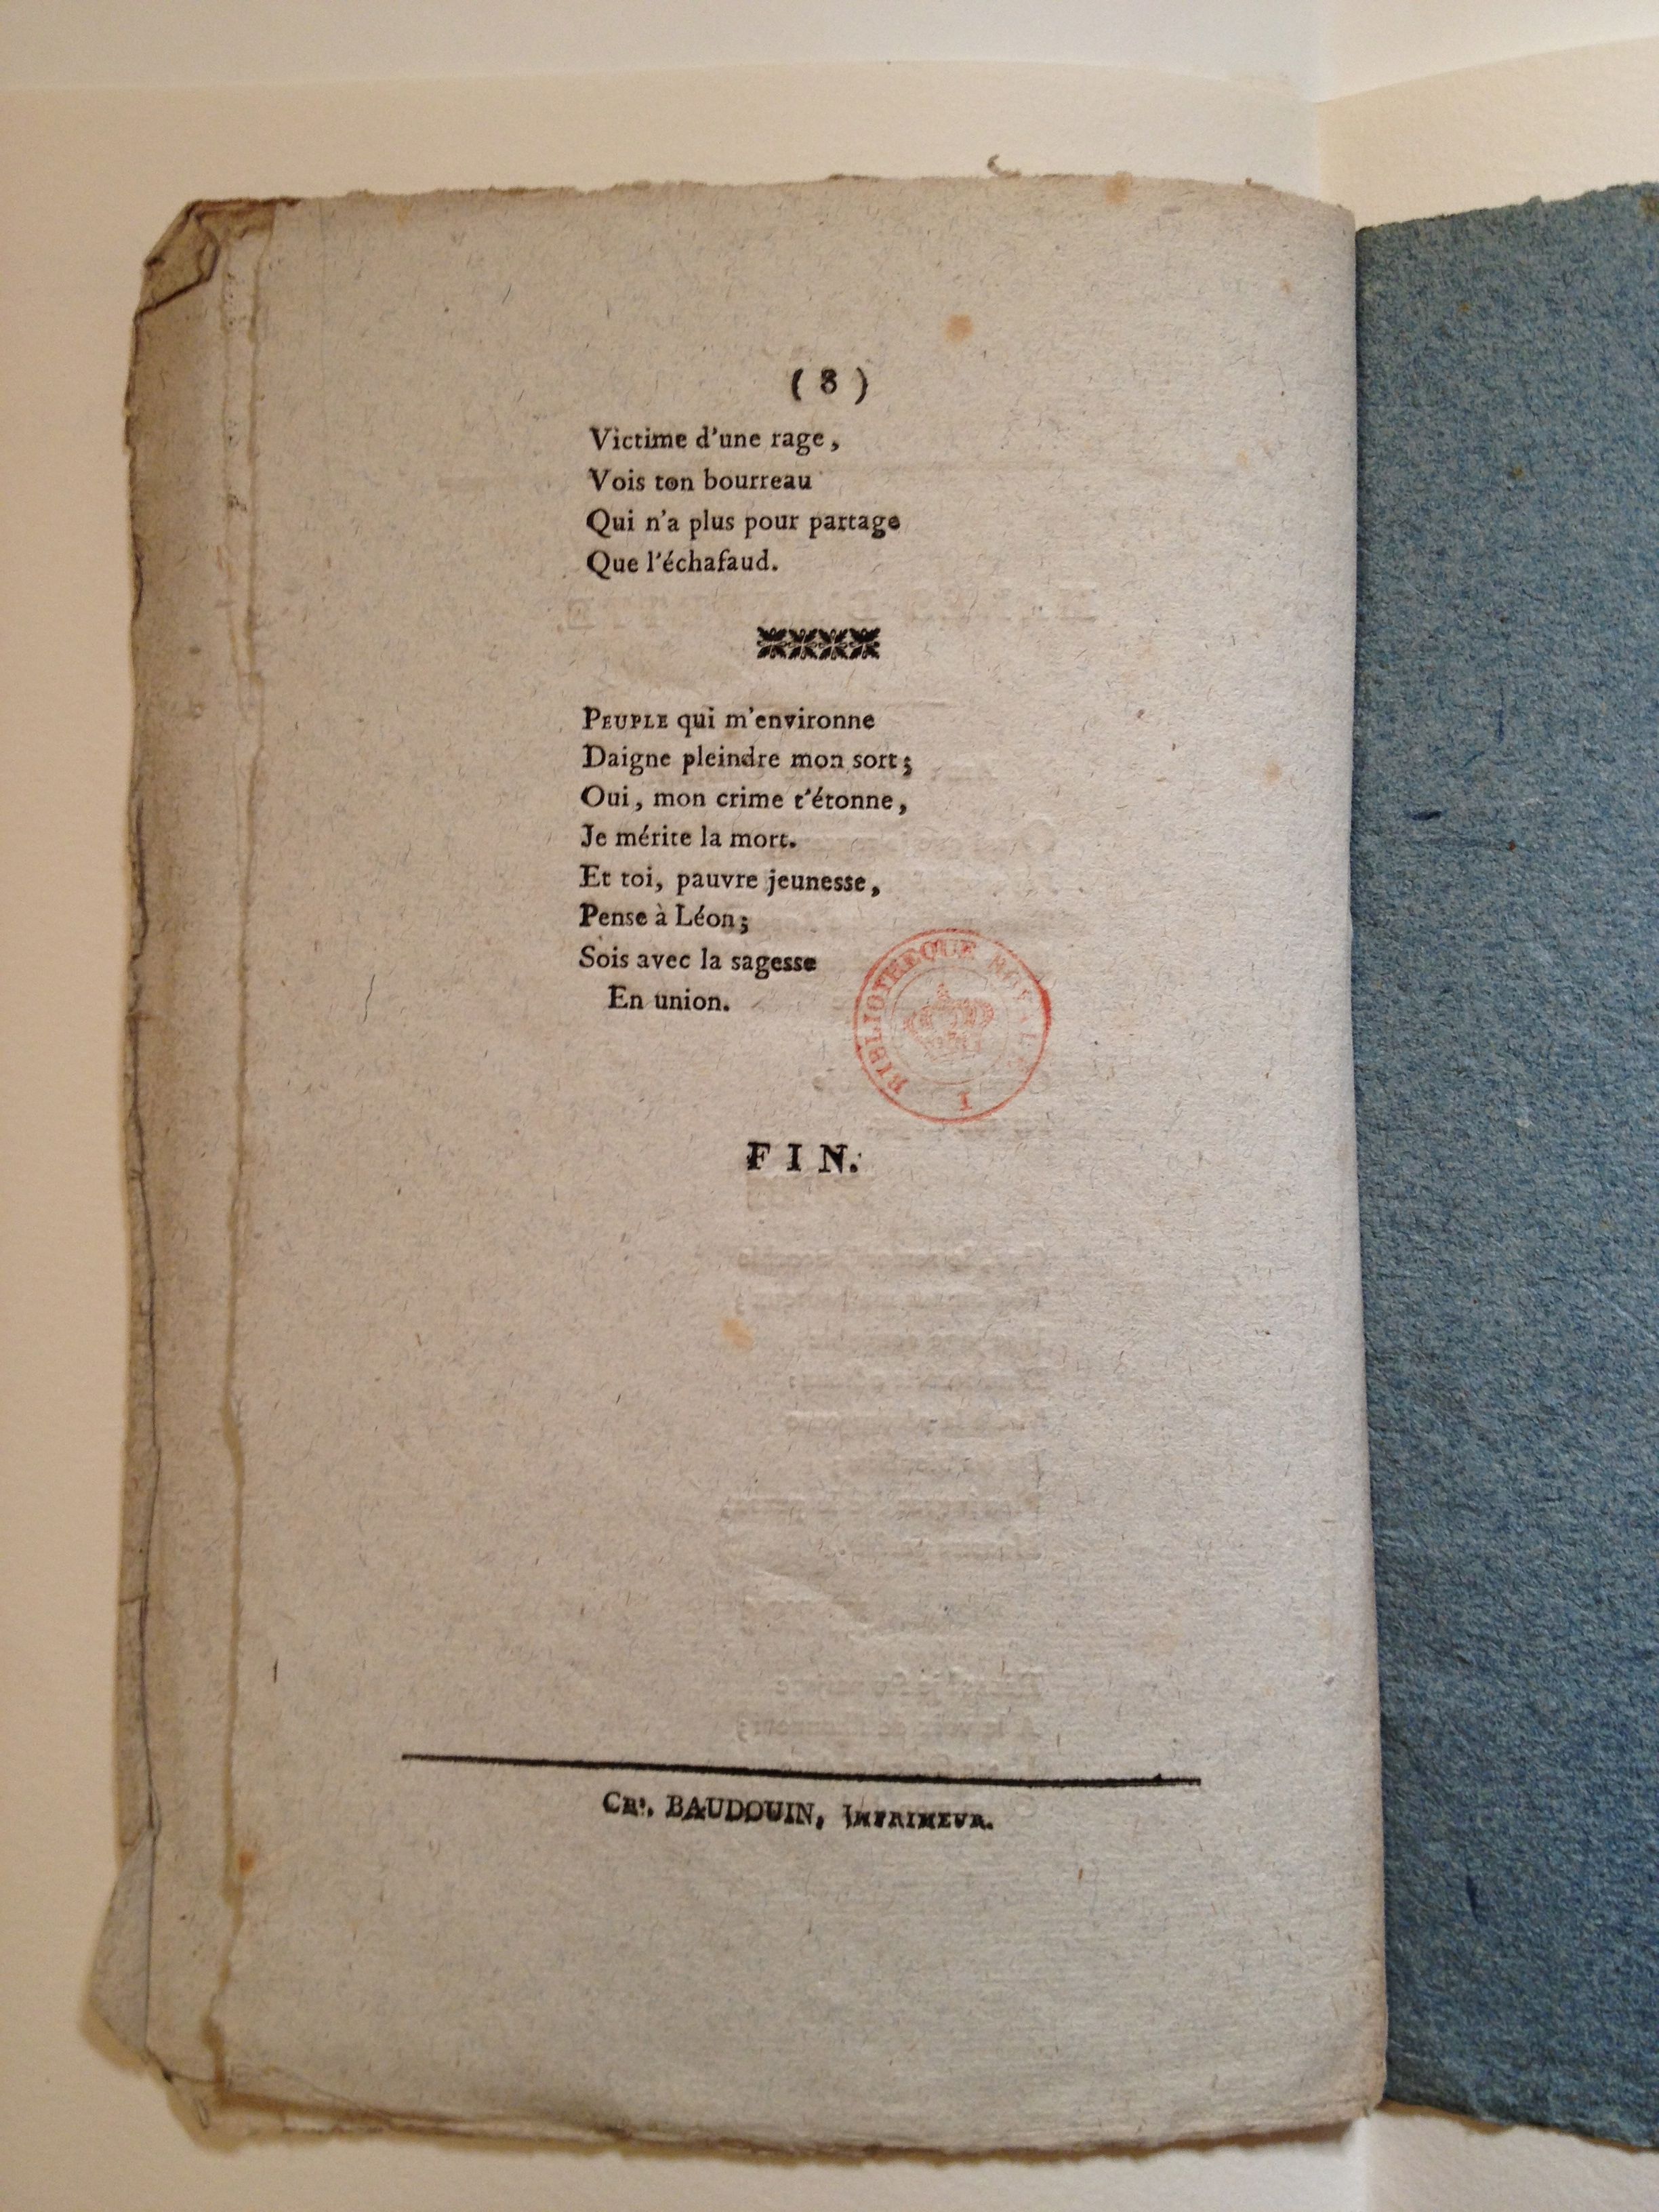 ( 8 )
Victime d'une rage,
Vois ton bourreau
Qui n'a plus pour partage
Que l'échafaud.
PEUPLE qui m'environne
Daigne pleindre mon sort;
Oui, mon crime t'étonne,
Je mérite la mort.
Et toi, pauvre jeunesse,
Pense à Léon;
Sois avec la sagesse
En union.
BIBLIOTHEQUE ROYALE
I
FIN.
CH. BAUDOUIN, IMPRIMEUR.